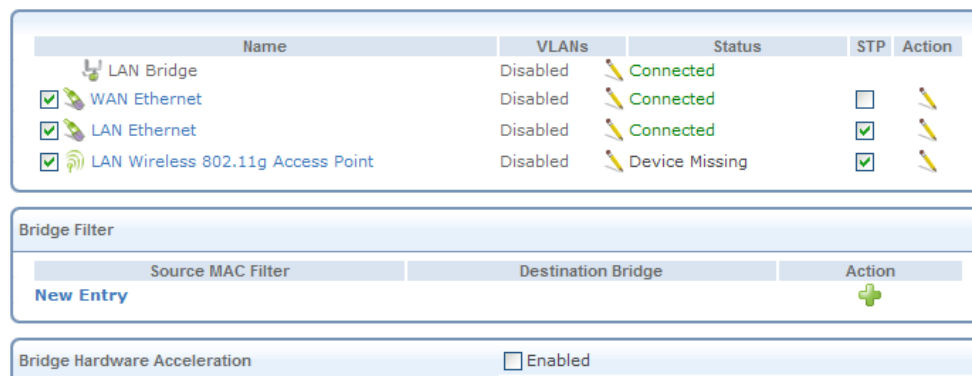 Name VLANs Status STP Action
LAN Bridge Disabled Connected
WAN Ethernet Disabled Connected
LAN Ethernet Disabled Connected
LAN Wireless 802.11g Access Point Disabled Device Missing
Bridge Filter
Source MAC Filter Destination Bridge Action
New Entry
Bridge Hardware Acceleration Enabled